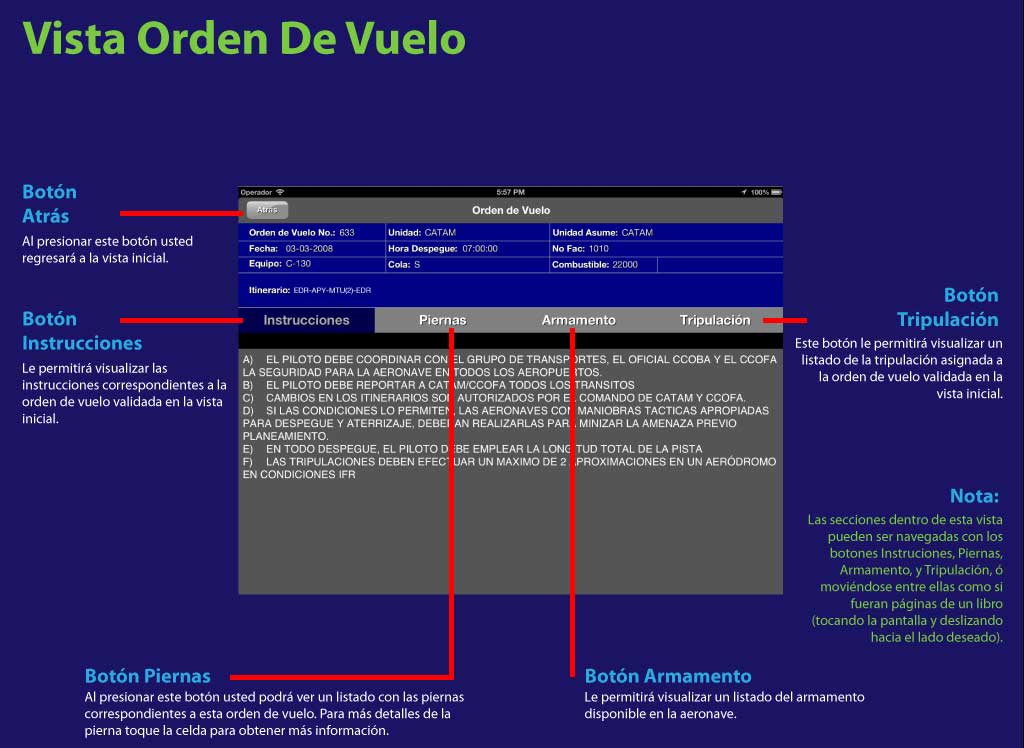 Vista Orden De Vuelo
Botón
Atrás
Al presionar este botón usted
regresará a la vista inicial.
Botón
Instrucciones
Le permitirá visualizar las
instrucciones correspondientes a la
orden de vuelo validada en la vista
inicial.
Operador 5:57 PM 100%
Atrás Orden de Vuelo
Orden de Vuelo No.: 633 Unidad: CATAM Unidad Asume: CATAM
Fecha: 03-03-2008 Hora Despegue: 07:00:00 No Fac: 1010
Equipo: C-130 Cola: S Combustible: 22000
Itinerario: EDR-APY-MTU(2)-EDR
Instrucciones Piernas Armamento Tripulación
A) EL PILOTO DEBE COORDINAR CON EL GRUPO DE TRANSPORTES, EL OFICIAL CCOBA Y EL CCOFA
LA SEGURIDAD PARA LA AERONAVE EN TODOS LOS AEROPUERTOS.
B) EL PILOTO DEBE REPORTAR A CATAM/CCOFA TODOS LOS TRANSITOS
C) CAMBIOS EN LOS ITINERARIOS SON AUTORIZADOS POR EL COMANDO DE CATAM Y CCOFA.
D) SI LAS CONDICIONES LO PERMITEN, LAS AERONAVES CON MANIOBRAS TACTICAS APROPIADAS
PARA DESPEGUE Y ATERRIZAJE, DEBERAN REALIZARLAS PARA MINIZAR LA AMENAZA PREVIO
PLANEAMIENTO.
E) EN TODO DESPEGUE, EL PILOTO DEBE EMPLEAR LA LONGITUD TOTAL DE LA PISTA
F) LAS TRIPULACIONES DEBEN EFECTUAR UN MAXIMO DE 2 APROXIMACIONES EN UN AERÓDROMO
EN CONDICIONES IFR
Botón
Tripulación
Este botón le permitirá visualizar un
listado de la tripulación asignada a
la orden de vuelo validada en la
vista inicial.
Nota:
Las secciones dentro de esta vista
pueden ser navegadas con los
botones Instruciones, Piernas,
Armamento, y Tripulación, ó
moviéndose entre ellas como si
fueran páginas de un libro
(tocando la pantalla y deslizando
hacia el lado deseado).
Botón Piernas
Al presionar este botón usted podrá ver un listado con las piernas
correspondientes a esta orden de vuelo. Para más detalles de la
pierna toque la celda para obtener más información.
Botón Armamento
Le permitirá visualizar un listado del armamento
disponible en la aeronave.